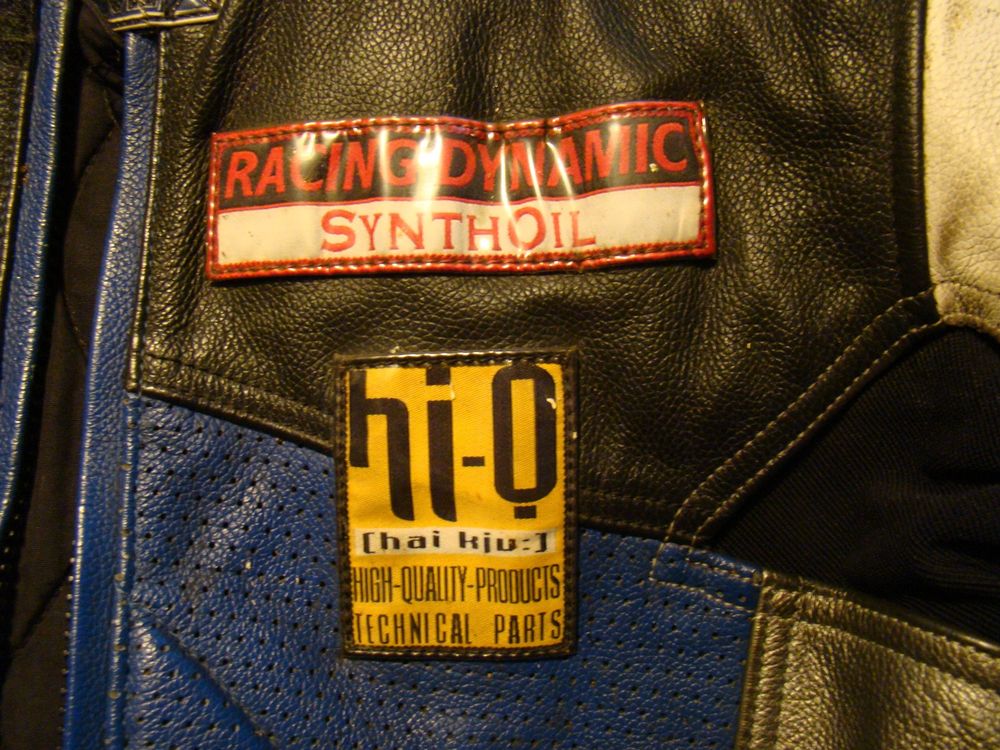 RACING DYNAMIC
SYNTHOIL
hi-Q
[hai kju:]
HIGH-QUALITY-PRODUCTS
TECHNICAL PARTS